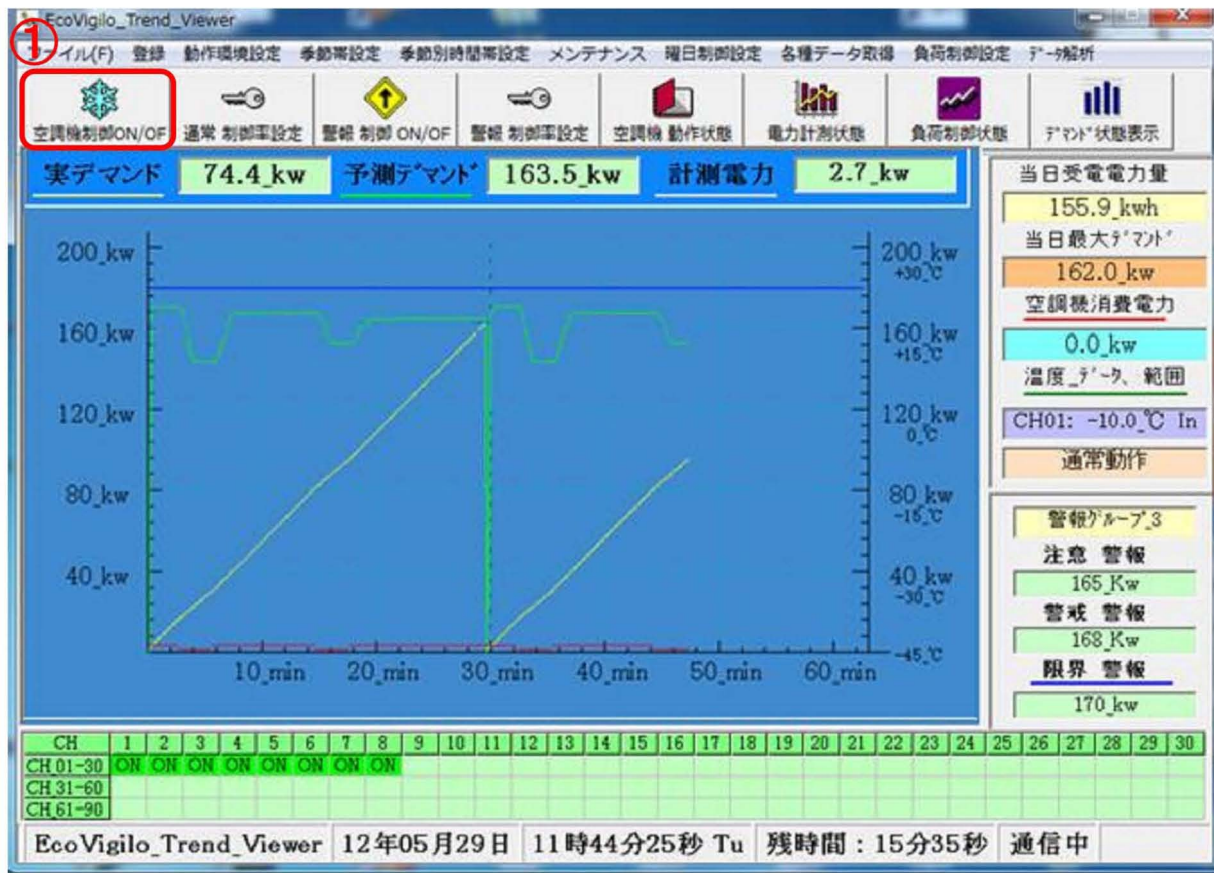 EcoVigilo_Trend_Viewer
①
ファイル(F) 登録 動作環境設定 季節帯設定 季節別時間帯設定 メンテナンス 曜日制御設定 各種データ取得 負荷制御設定 データ解析
空調機制御ON/OF 通常 制御率設定 警報 制御 ON/OF 警報 制御率設定 空調機 動作状態 電力計測状態 負荷制御状態 デマンド状態表示
実デマンド 74.4_kw 予測デマンド 163.5_kw 計測電力 2.7_kw
当日受電電力量
155.9_kwh
当日最大デマンド
162.0_kw
空調機消費電力
0.0_kw
温度_データ、範囲
CH01: -10.0_℃ In
通常動作
警報グループ_3
注意 警報
165_Kw
警戒 警報
168_Kw
限界 警報
170_kw
200_kw
160_kw
120_kw
80_kw
40_kw
200_kw
+30_℃
160_kw
+15_℃
120_kw
0_℃
80_kw
-15_℃
40_kw
-30_℃
-45_℃
10_min 20_min 30_min 40_min 50_min 60_min
CH 1 2 3 4 5 6 7 8 9 10 11 12 13 14 15 16 17 18 19 20 21 22 23 24 25 26 27 28 29 30
CH_01-30 ON ON ON ON ON ON ON ON
CH_31-60
CH_61-90
EcoVigilo_Trend_Viewer 12年05月29日 11時44分25秒 Tu 残時間：15分35秒 通信中